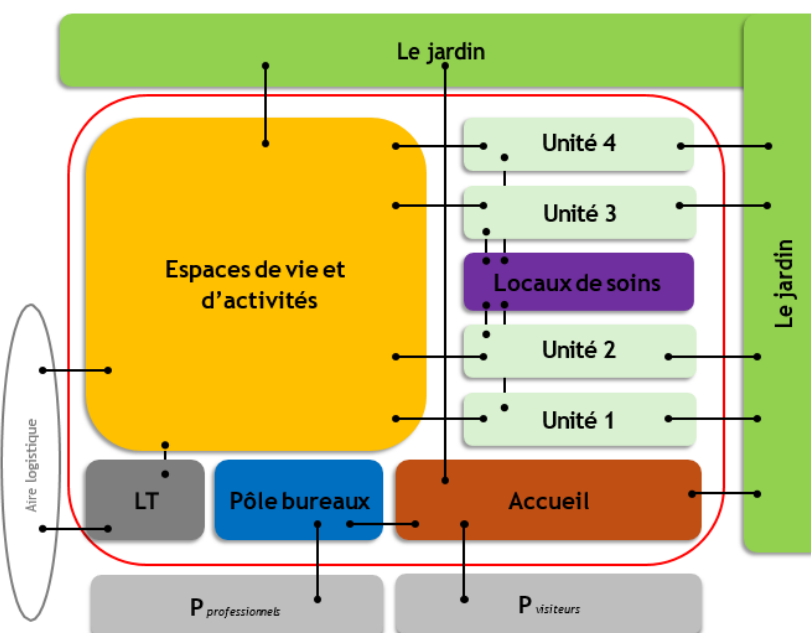 Le jardin
Unité 4
Unité 3
Espaces de vie et
d'activités
Locaux de soins
Le jardin
Unité 2
Unité 1
Aire logistique
LT
Pôle bureaux
Accueil
P professionnels
P visiteurs